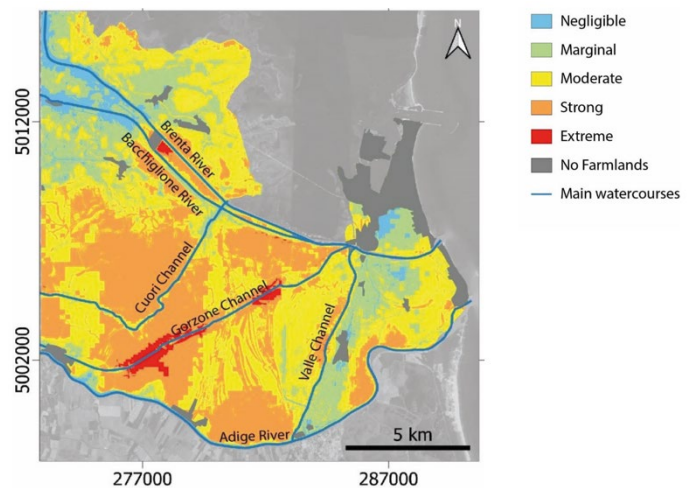 N
Negligible
Marginal
Moderate
Strong
Extreme
No Farmlands
Main watercourses
5012000
5002000
Brenta River
Bacchiglione River
Cuori Channel
Gorzone Channel
Valle Channel
Adige River
5 km
277000
287000